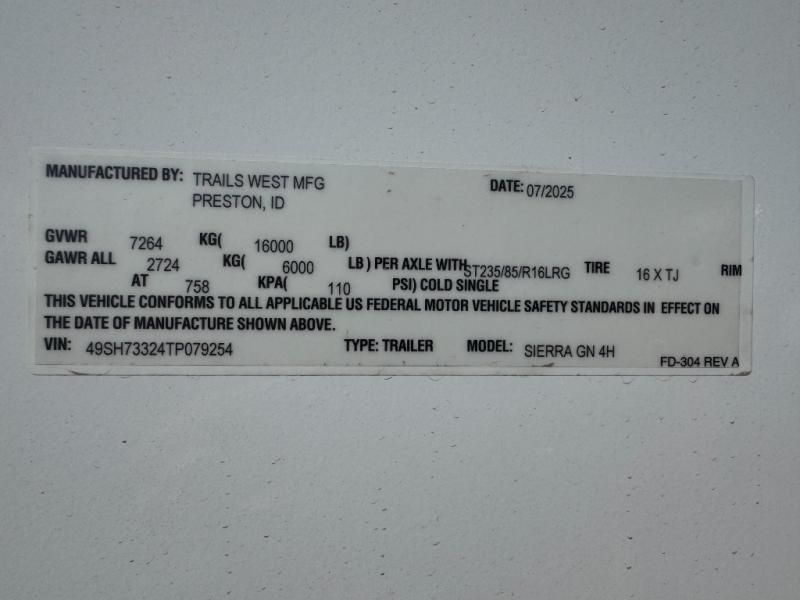 MANUFACTURED BY: TRAILS WEST MFG DATE: 07/2025
PRESTON, ID
GVWR 7264 KG( 16000 LB)
GAWR ALL 2724 KG( 6000 LB ) PER AXLE WITH ST235/85/R16LRG TIRE 16 X TJ RIM
AT 758 KPA( 110 PSI) COLD SINGLE
THIS VEHICLE CONFORMS TO ALL APPLICABLE US FEDERAL MOTOR VEHICLE SAFETY STANDARDS IN EFFECT ON
THE DATE OF MANUFACTURE SHOWN ABOVE.
VIN: 49SH73324TP079254 TYPE: TRAILER MODEL: SIERRA GN 4H
FD-304 REV A